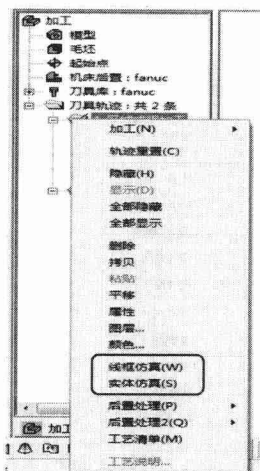 加工
模型
毛坯
起始点
机床后置:fanuc
刀具库:fanuc
刀具轨迹:共 2 条
加工(N)
轨迹重置(C)
隐藏(H)
显示(D)
全部隐藏
全部显示
删除
拷贝
粘贴
平移
属性
图层...
颜色...
线框仿真(W)
实体仿真(S)
后置处理(P)
后置处理2(Q)
工艺清单(M)
工艺说明...
加工